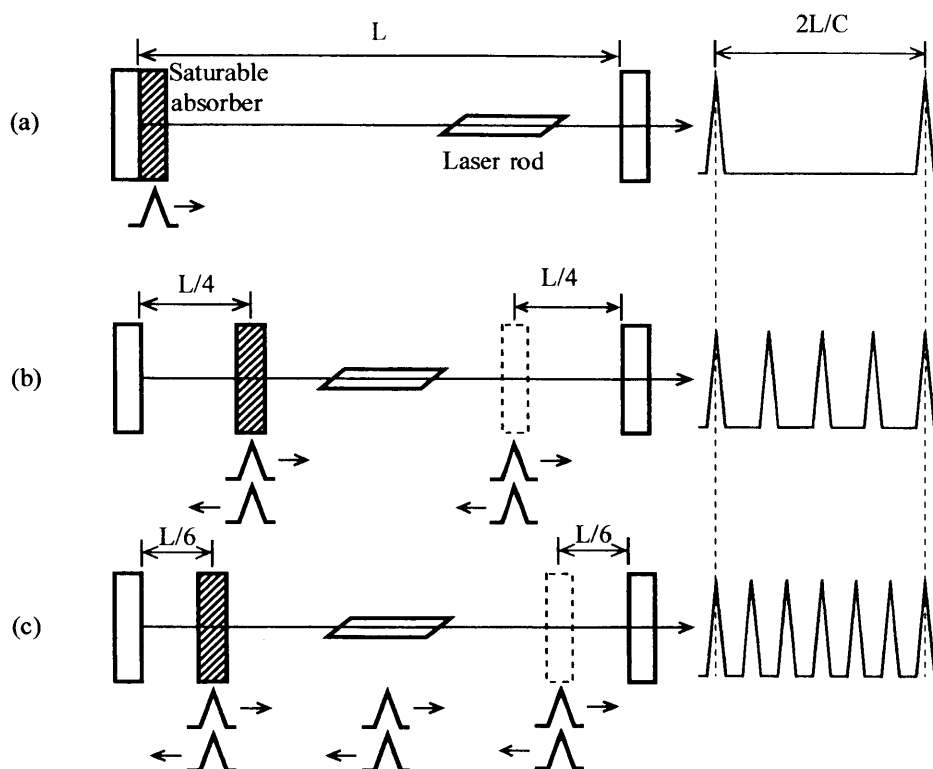 L
2L/C
Saturable
absorber
(a)
Laser rod
L/4
L/4
(b)
L/6
L/6
(c)